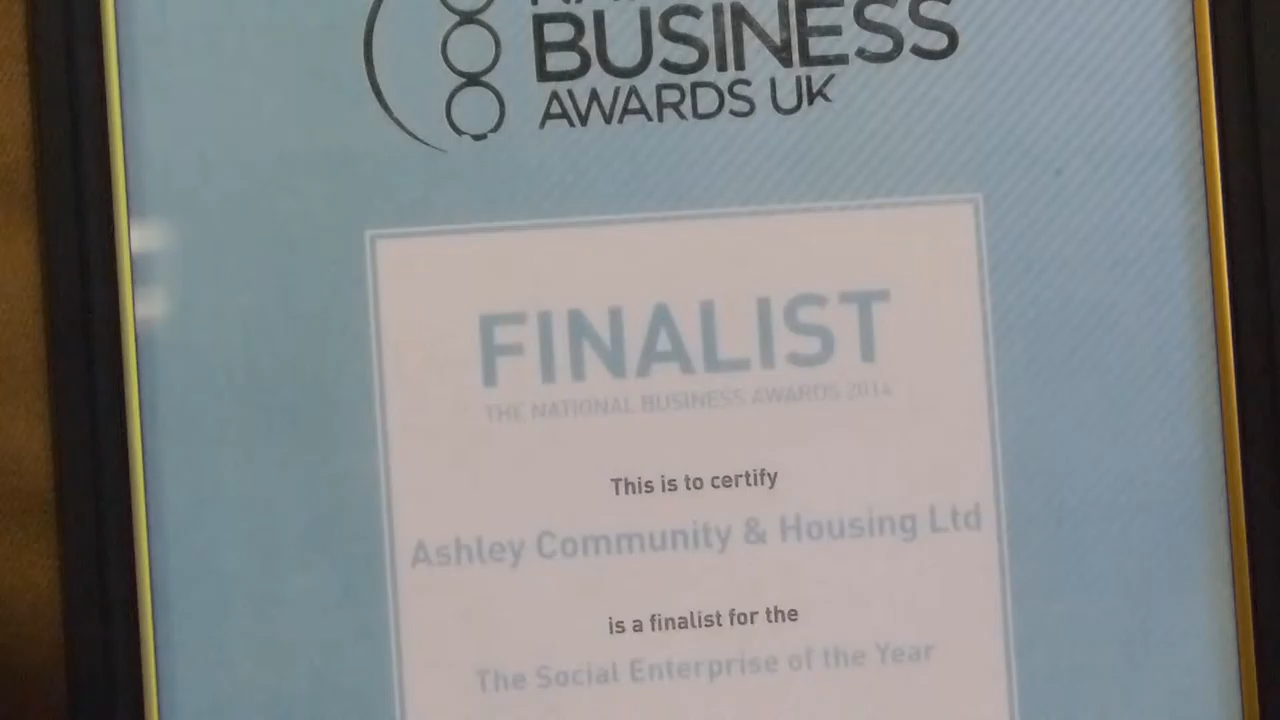 BUSINESS
AWARDS UK
FINALIST
THE NATIONAL BUSINESS AWARDS 2014
This is to certify
Ashley Community & Housing Ltd
is a finalist for the
The Social Enterprise of the Year